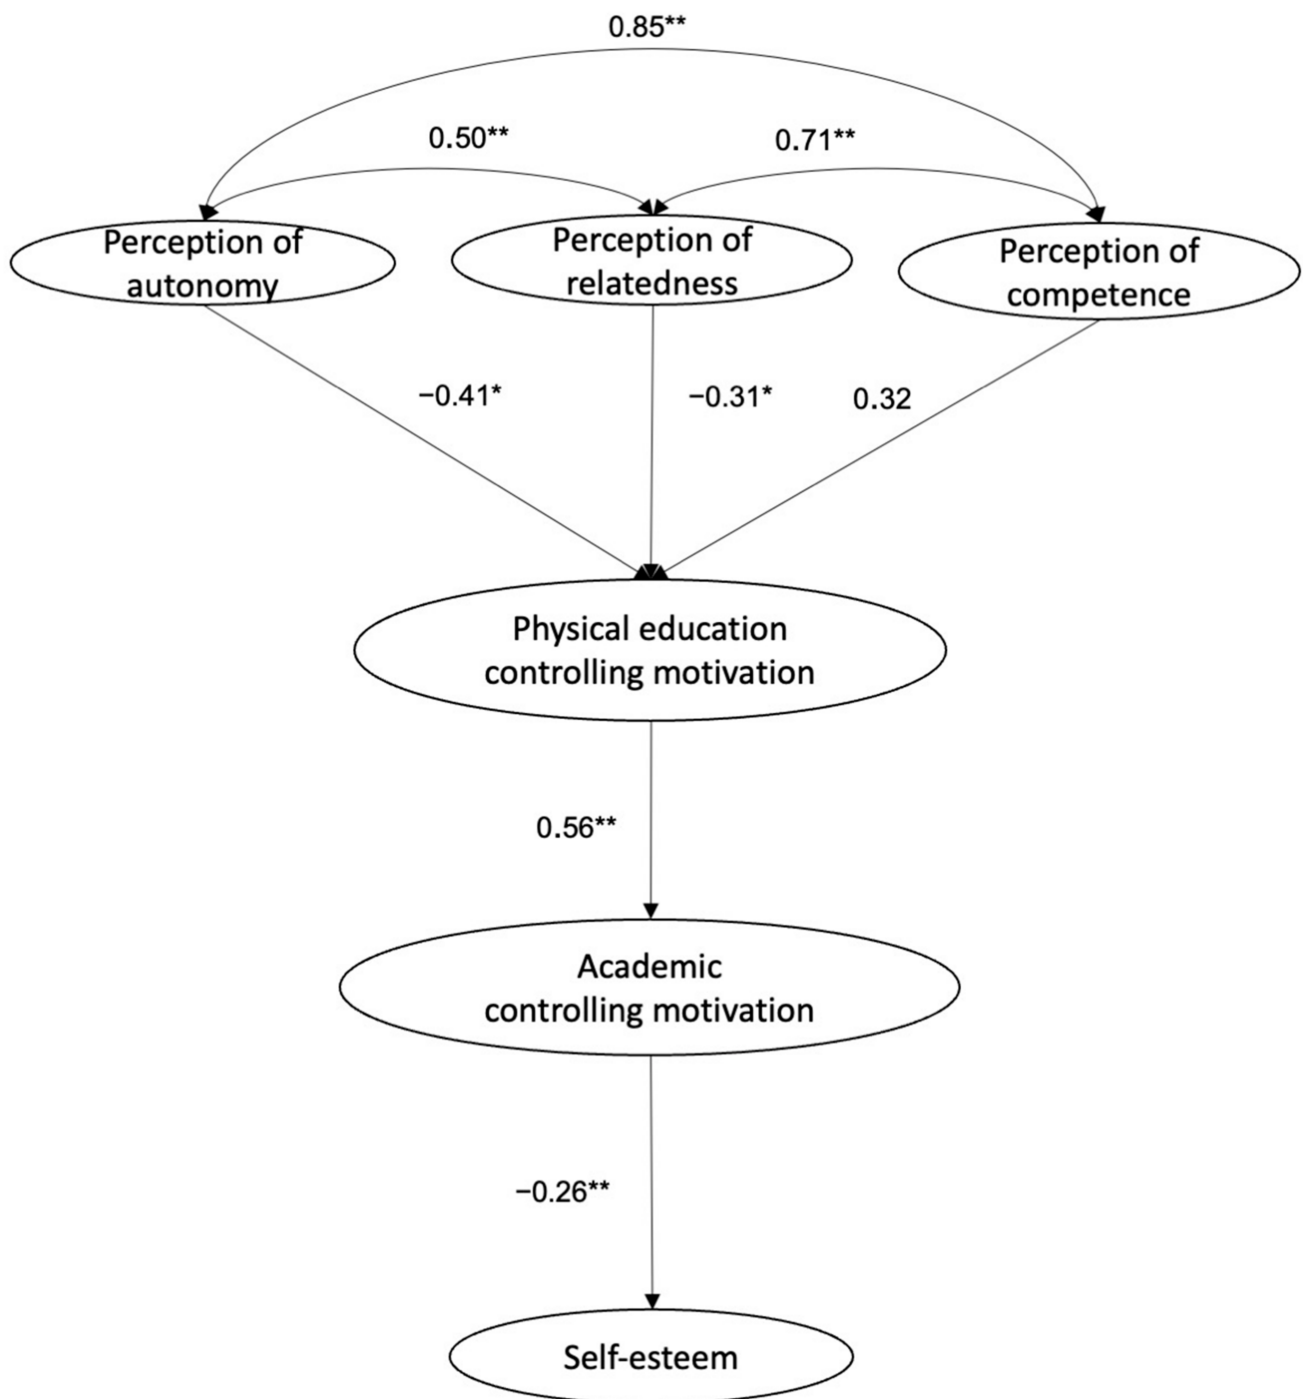 0.85**
0.50**
0.71**
Perception of
autonomy
Perception of
relatedness
Perception of
competence
−0.41*
−0.31*
0.32
Physical education
controlling motivation
0.56**
Academic
controlling motivation
−0.26**
Self-esteem